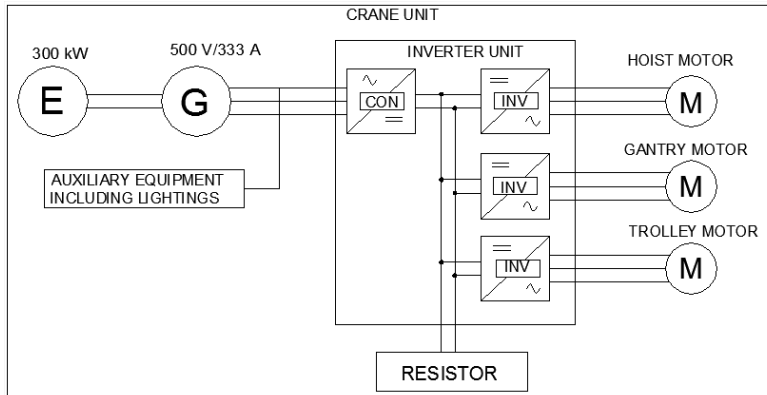 CRANE UNIT
300 kW
500 V/333 A
INVERTER UNIT
HOIST MOTOR
E
G
CON
INV
M
GANTRY MOTOR
AUXILIARY EQUIPMENT
INCLUDING LIGHTINGS
INV
M
TROLLEY MOTOR
INV
M
RESISTOR